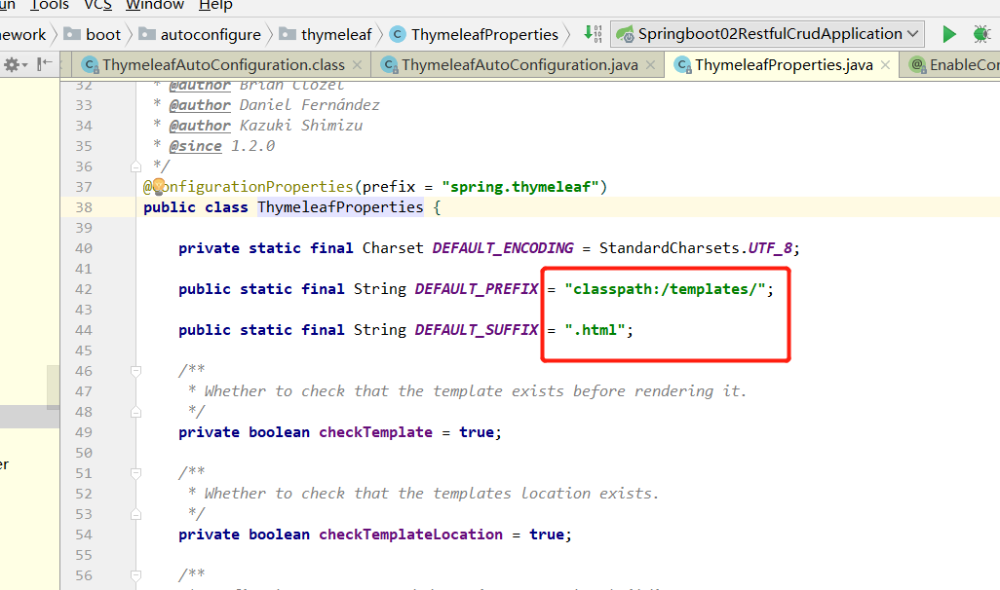 un Tools VCS Window Help
ework boot autoconfigure thymeleaf ThymeleafProperties Springboot02RestfulCrudApplication
ThymeleafAutoConfiguration.class ThymeleafAutoConfiguration.java ThymeleafProperties.java EnableCon
32 * @author Brian Clozel
33 * @author Daniel Fernández
34 * @author Kazuki Shimizu
35 * @since 1.2.0
36 */
37 @ConfigurationProperties(prefix = "spring.thymeleaf")
38 public class ThymeleafProperties {
39
40 private static final Charset DEFAULT_ENCODING = StandardCharsets.UTF_8;
41
42 public static final String DEFAULT_PREFIX = "classpath:/templates/";
43
44 public static final String DEFAULT_SUFFIX = ".html";
45
46 /**
47 * Whether to check that the template exists before rendering it.
48 */
49 private boolean checkTemplate = true;
50
er
51 /**
52 * Whether to check that the templates location exists.
53 */
54 private boolean checkTemplateLocation = true;
55
56 /**